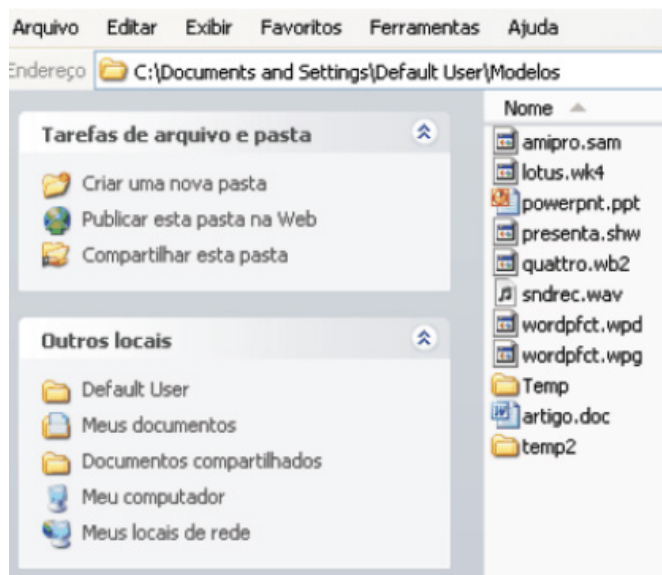 Arquivo Editar Exibir Favoritos Ferramentas Ajuda
Endereço C:\Documents and Settings\Default User\Modelos
Tarefas de arquivo e pasta
Criar uma nova pasta
Publicar esta pasta na Web
Compartilhar esta pasta
Outros locais
Default User
Meus documentos
Documentos compartilhados
Meu computador
Meus locais de rede
Nome
amipro.sam
lotus.wk4
powerpnt.ppt
presenta.shw
quattro.wb2
sndrec.wav
wordpfct.wpd
wordpfct.wpg
Temp
artigo.doc
temp2